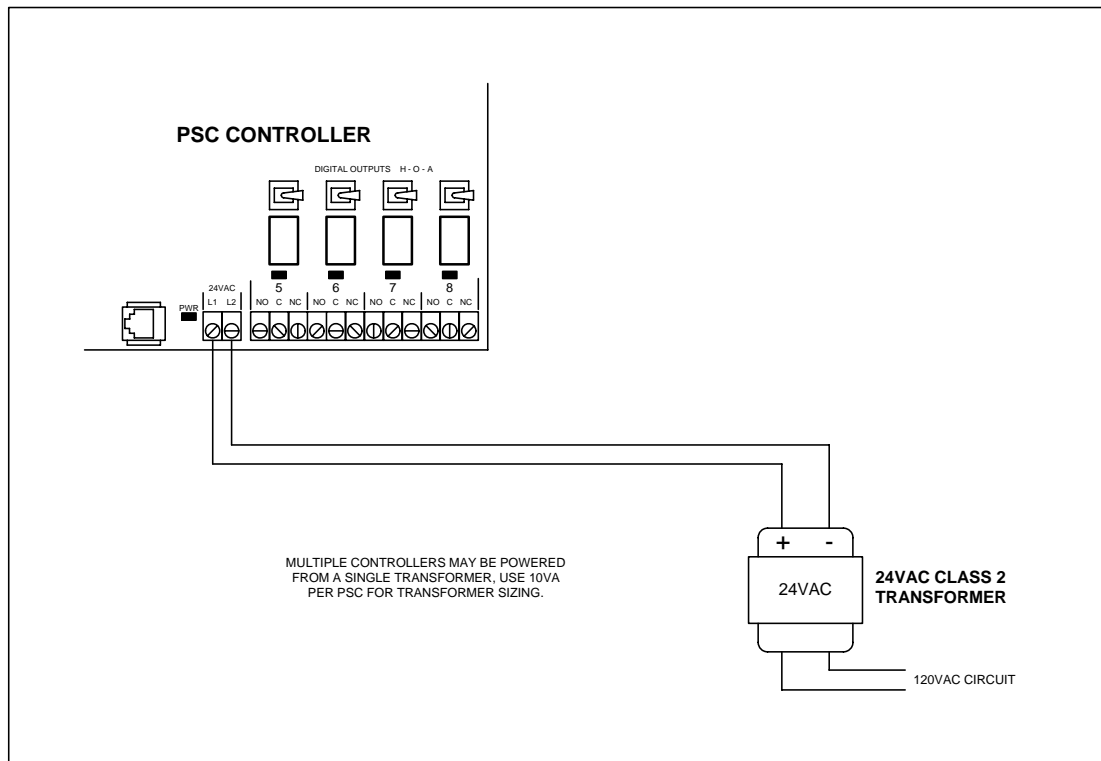 PSC CONTROLLER
DIGITAL OUTPUTS H - O - A
24VAC 5 6 7 8
PWR L1 L2 NO C NC NO C NC NO C NC NO C NC
+ -
24VAC
24VAC CLASS 2
TRANSFORMER
MULTIPLE CONTROLLERS MAY BE POWERED
FROM A SINGLE TRANSFORMER, USE 10VA
PER PSC FOR TRANSFORMER SIZING.
120VAC CIRCUIT